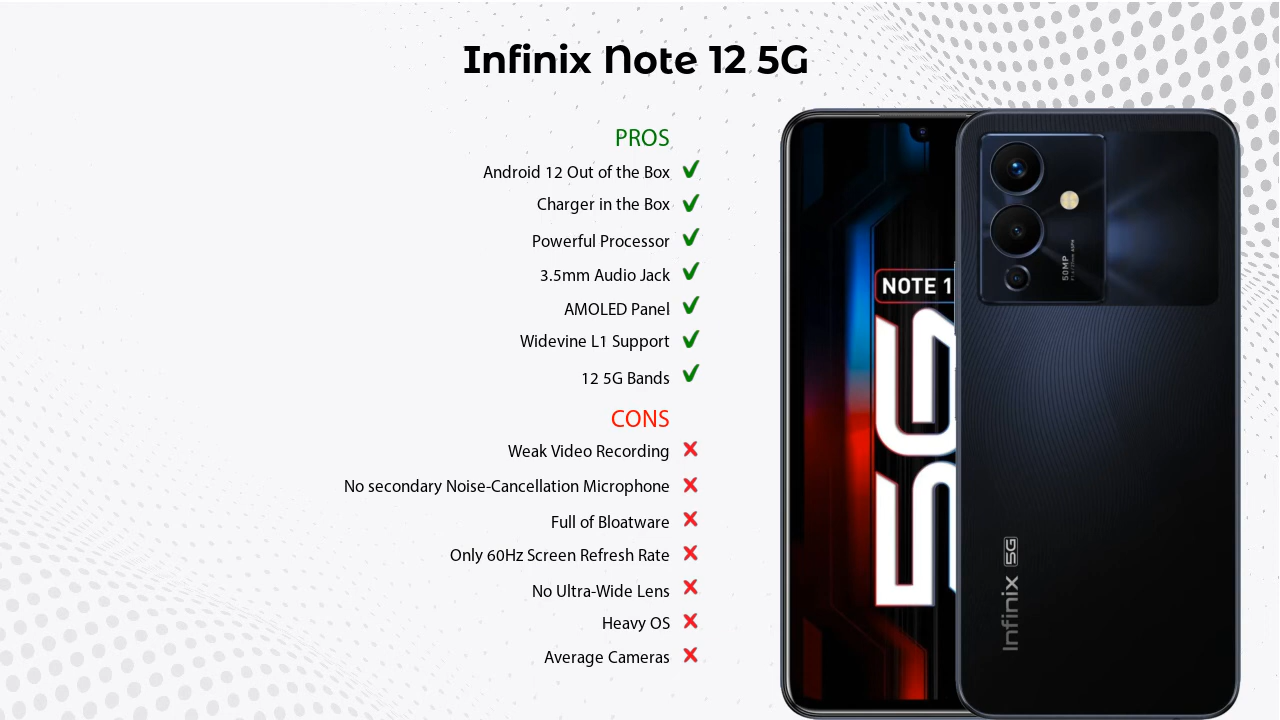 Infinix Note 12 5G
PROS
Android 12 Out of the Box
Charger in the Box
Powerful Processor
3.5mm Audio Jack
AMOLED Panel
Widevine L1 Support
12 5G Bands
CONS
Weak Video Recording
No secondary Noise-Cancellation Microphone
Full of Bloatware
Only 60Hz Screen Refresh Rate
No Ultra-Wide Lens
Heavy OS
Average Cameras
NOTE 1
5G
50MP
Infinix 5G